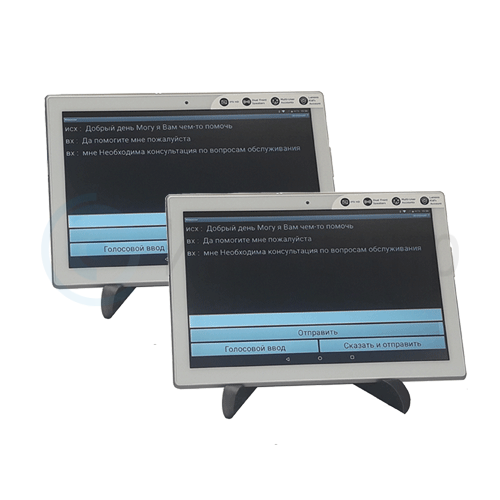 исх : Добрый день Могу я Вам чем-то помочь
вх : Да помогите мне пожалуйста
вх : мне Необходима консультация по вопросам обслуживания
Голосовой ввод
исх : Добрый день Могу я Вам чем-то помочь
вх : Да помогите мне пожалуйста
вх : мне Необходима консультация по вопросам обслуживания
Отправить
Голосовой ввод
Сказать и отправить